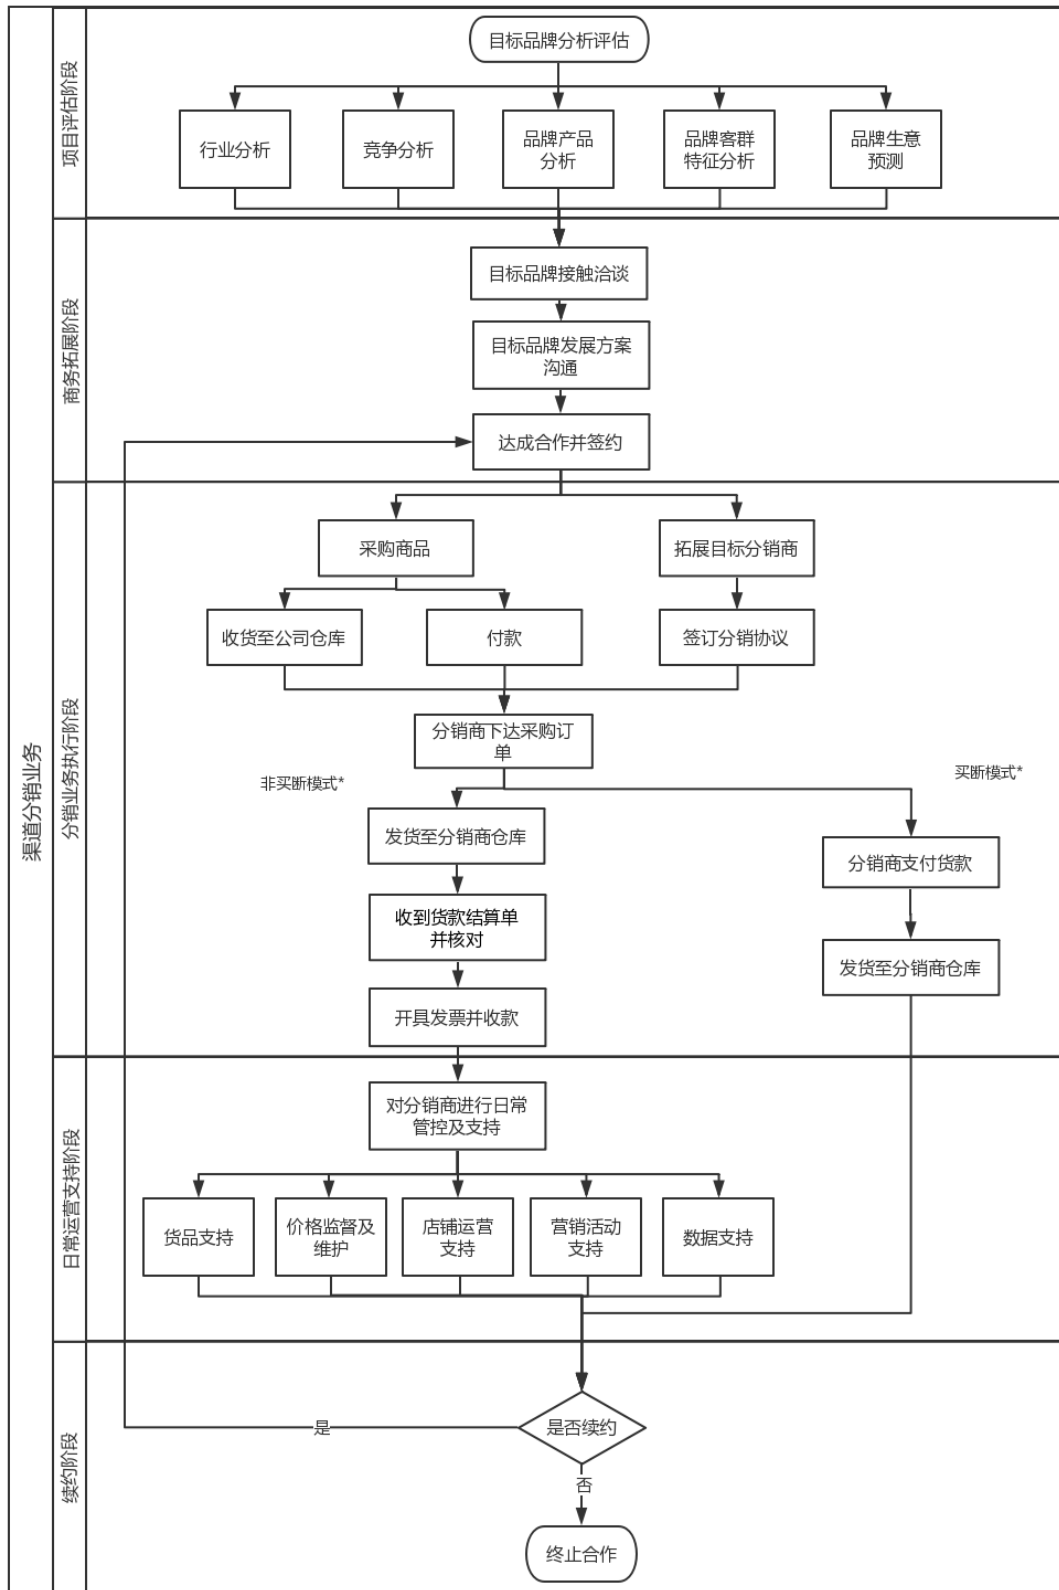 渠道分销业务
项目评估阶段
目标品牌分析评估
行业分析
竞争分析
品牌产品
分析
品牌客群
特征分析
品牌生意
预测
商务拓展阶段
目标品牌接触洽谈
目标品牌发展方案
沟通
达成合作并签约
分销业务执行阶段
采购商品
拓展目标分销商
收货至公司仓库
付款
签订分销协议
分销商下达采购订
单
非买断模式*
买断模式*
发货至分销商仓库
分销商支付货款
收到货款结算单
并核对
发货至分销商仓库
开具发票并收款
日常运营支持阶段
对分销商进行日常
管控及支持
货品支持
价格监督及
维护
店铺运营
支持
营销活动
支持
数据支持
续约阶段
是否续约
是
否
终止合作